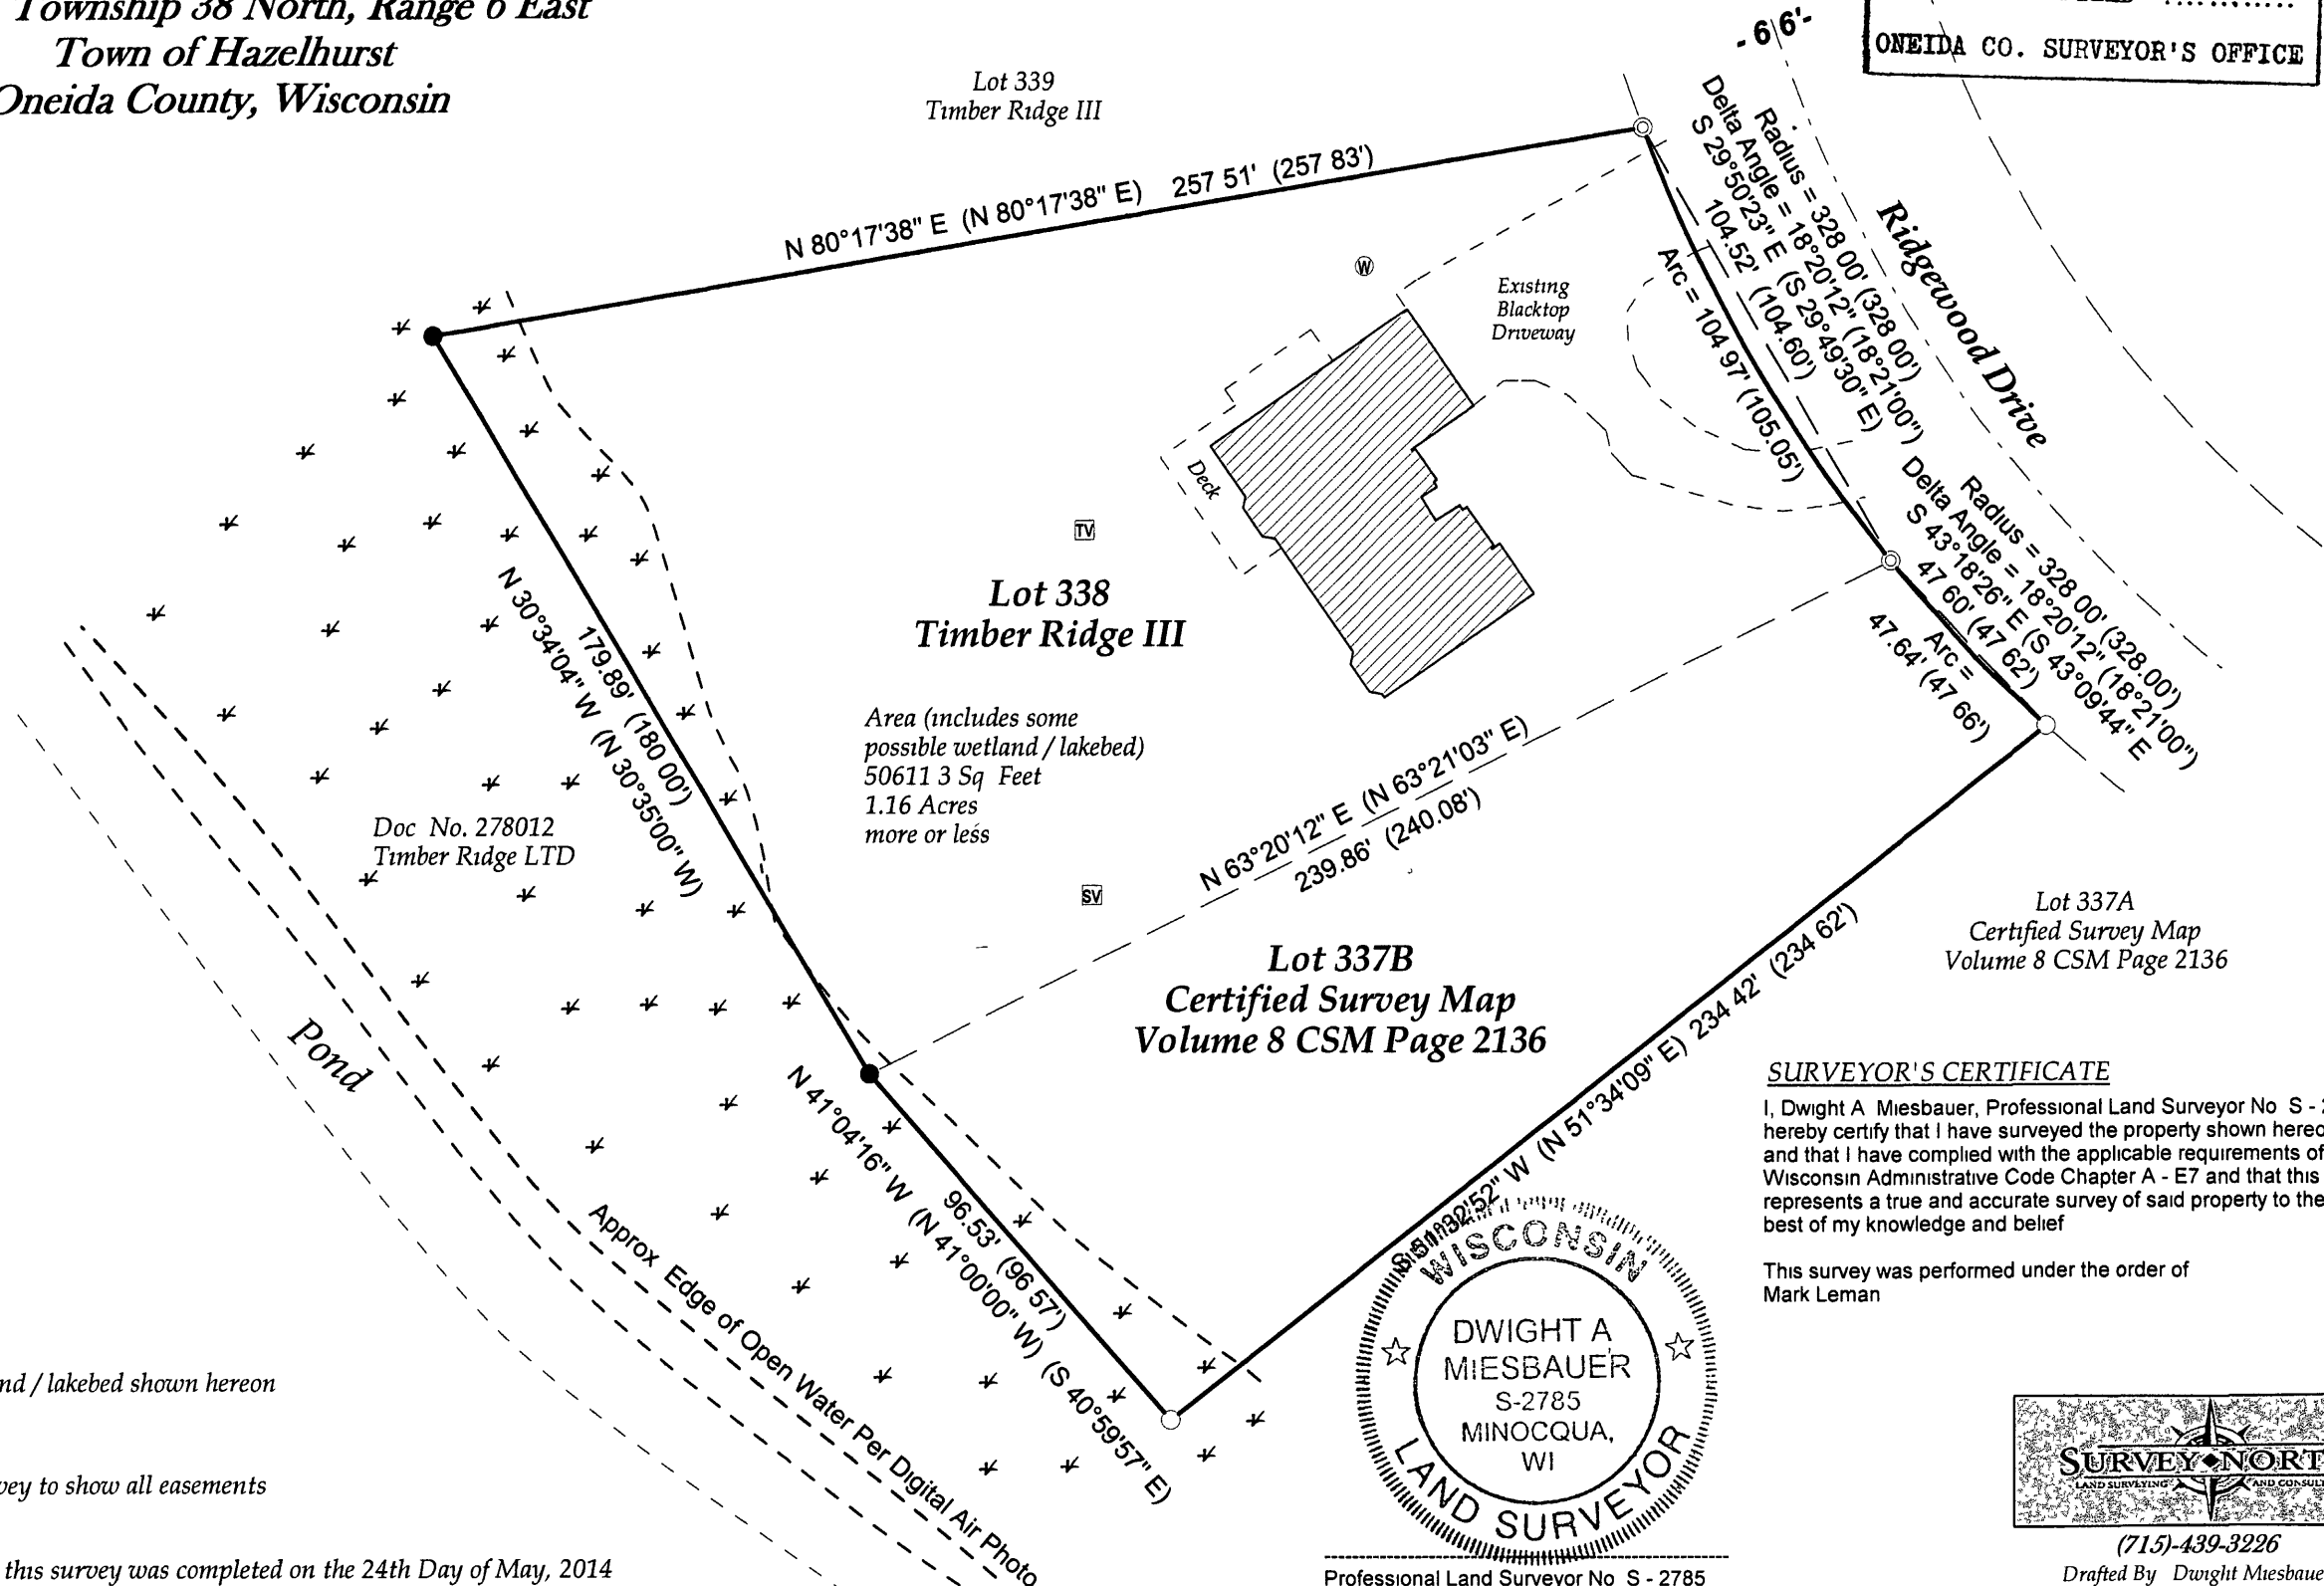 Township 38 North, Range 6 East
Town of Hazelhurst
Oneida County, Wisconsin
Lot 339
Timber Ridge III
- 66'-
ONEIDA CO. SURVEYOR'S OFFICE
N 80°17'38" E (N 80°17'38" E) 257 51' (257 83')
Radius = 328 00' (328 00')
Delta Angle = 18°20'12" (18°21'00")
S 29°50'23" E (S 29°49'30" E)
104.52' (104.60')
Arc = 104 97' (105.05')
Ridgewood Drive
W
Existing
Blacktop
Driveway
Deck
TV
Radius = 328 00' (328.00')
Delta Angle = 18°20'12" (18°21'00")
S 43°18'26" E (S 43°09'44" E
47 60' (47 62')
Arc =
47.64' (47 66')
Lot 338
Timber Ridge III
179.89' (180 00')
N 30°34'04" W (N 30°35'00" W)
Area (includes some
possible wetland / lakebed)
50611 3 Sq Feet
1.16 Acres
more or less
N 63°20'12" E (N 63°21'03" E)
239.86' (240.08')
Doc No. 278012
Timber Ridge LTD
SV
Lot 337A
Certified Survey Map
Volume 8 CSM Page 2136
Lot 337B
Certified Survey Map
Volume 8 CSM Page 2136
S 51°32'52" W (N 51°34'09" E) 234 42' (234 62')
Pond
96.53' (96 57')
N 41°04'16" W (N 41°00'00" W) (S 40°59'57" E)
Approx Edge of Open Water Per Digital Air Photo
SURVEYOR'S CERTIFICATE
I, Dwight A Miesbauer, Professional Land Surveyor No S -
hereby certify that I have surveyed the property shown
and that I have complied with the applicable requirements of
Wisconsin Administrative Code Chapter A - E7 and that this
represents a true and accurate survey of said property to the
best of my knowledge and belief
This survey was performed under the order of
Mark Leman
WISCONSIN
DWIGHT A
MIESBAUER
S-2785
MINOCQUA,
WI
LAND SURVEYOR
Professional Land Surveyor No S - 2785
/ lakebed shown hereon
to show all easements
this survey was completed on the 24th Day of May, 2014
SURVEY NORT
LAND SURVEYING AND
(715)-439-3226
Drafted By Dwight Miesbaue